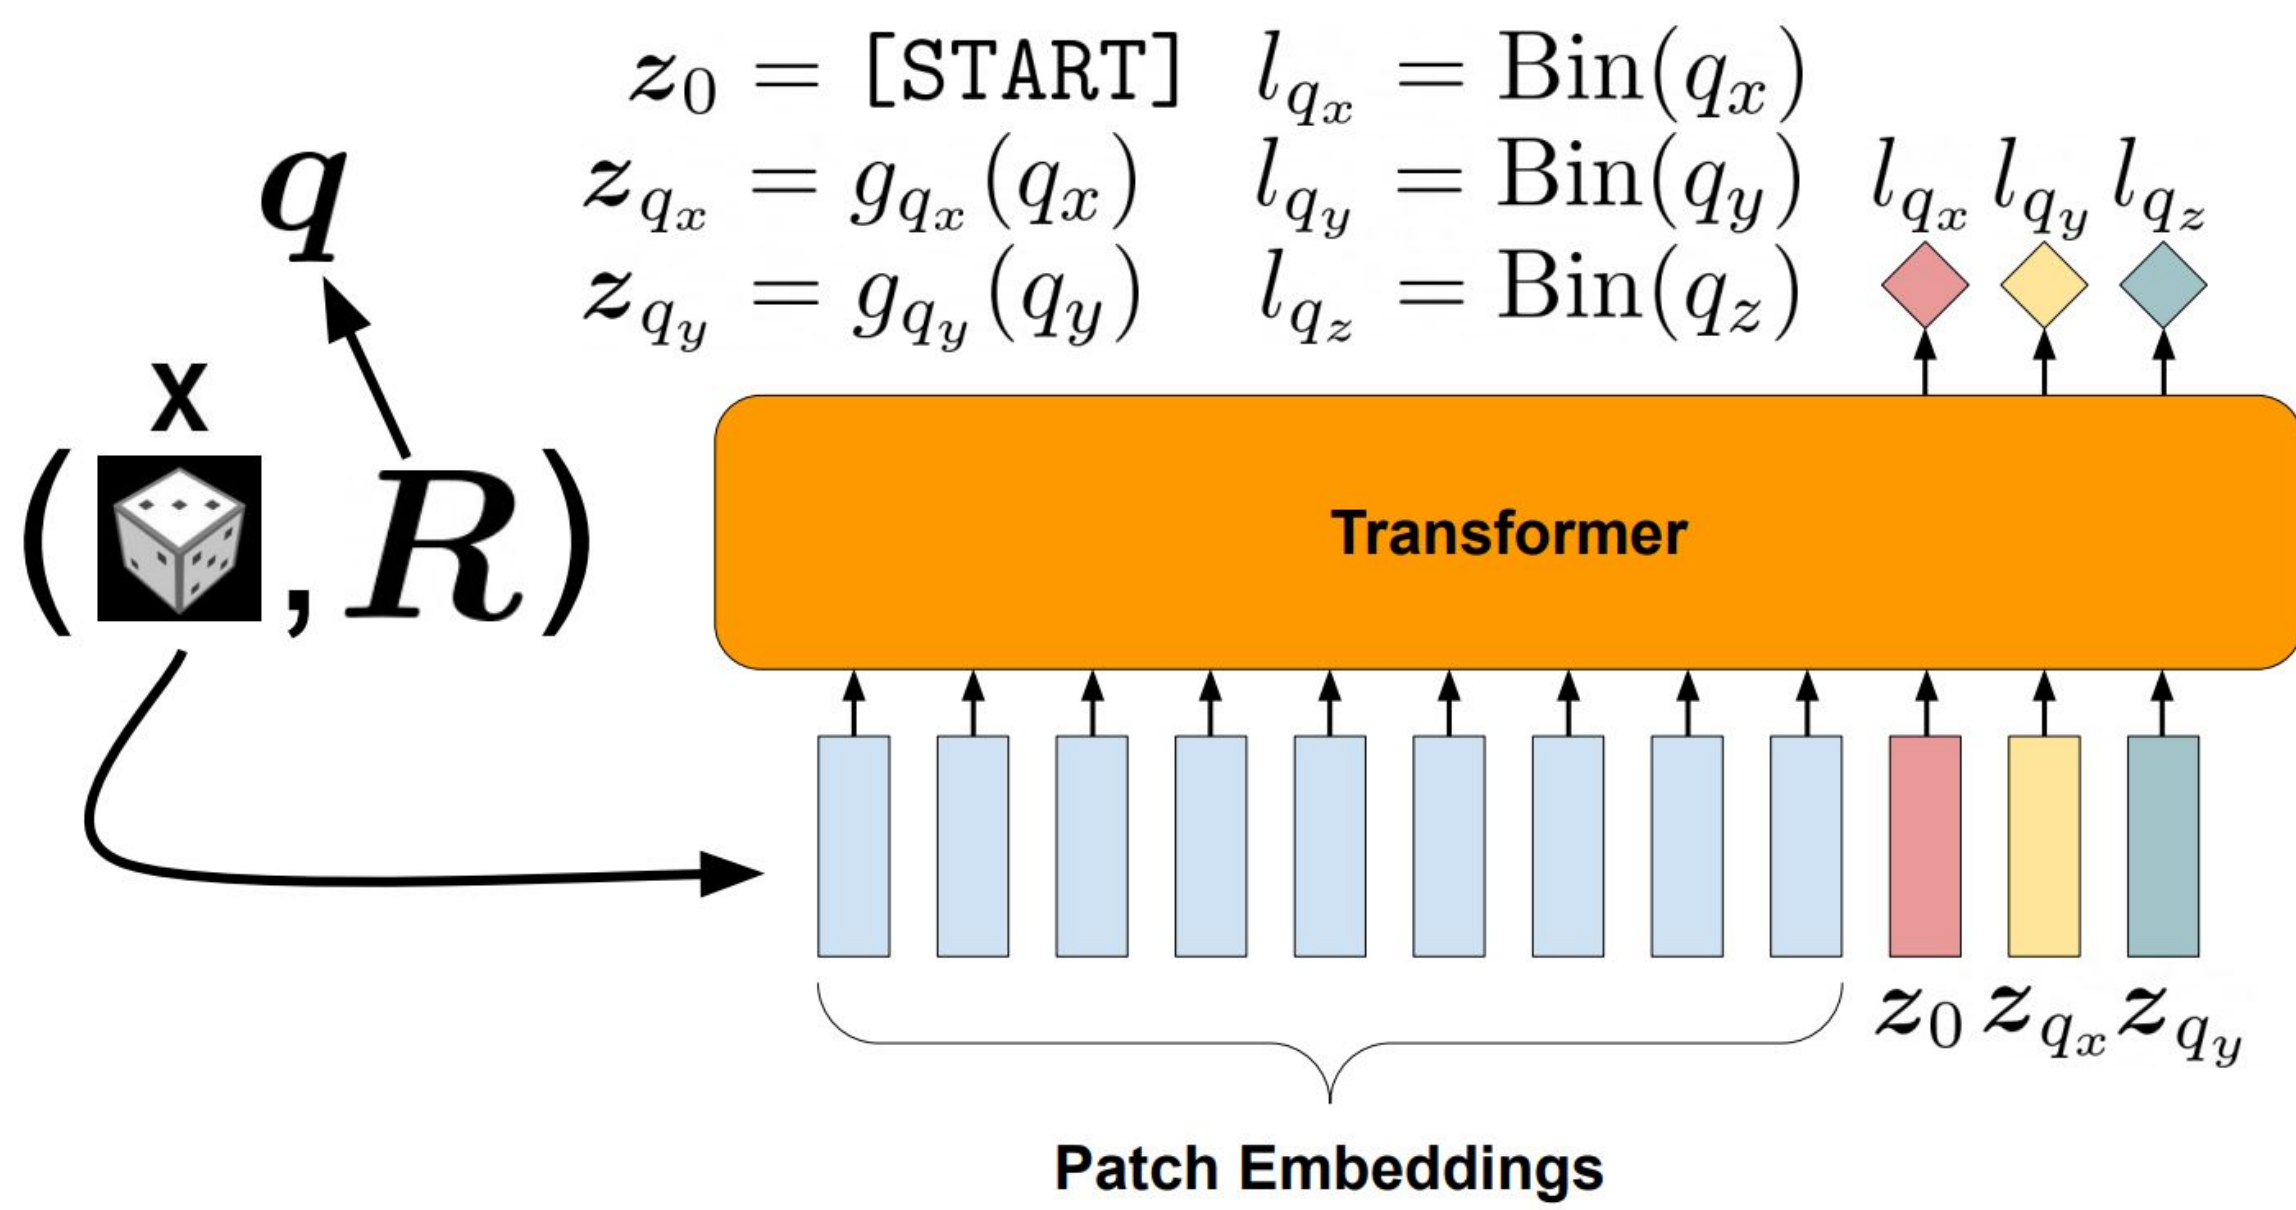 z_0 = [START] l_{q_x} = Bin(q_x)
z_{q_x} = g_{q_x}(q_x) l_{q_y} = Bin(q_y)
z_{q_y} = g_{q_y}(q_y) l_{q_z} = Bin(q_z)
l_{q_x} l_{q_y} l_{q_z}
q
x
( , R)
Transformer
z_0 z_{q_x} z_{q_y}
Patch Embeddings